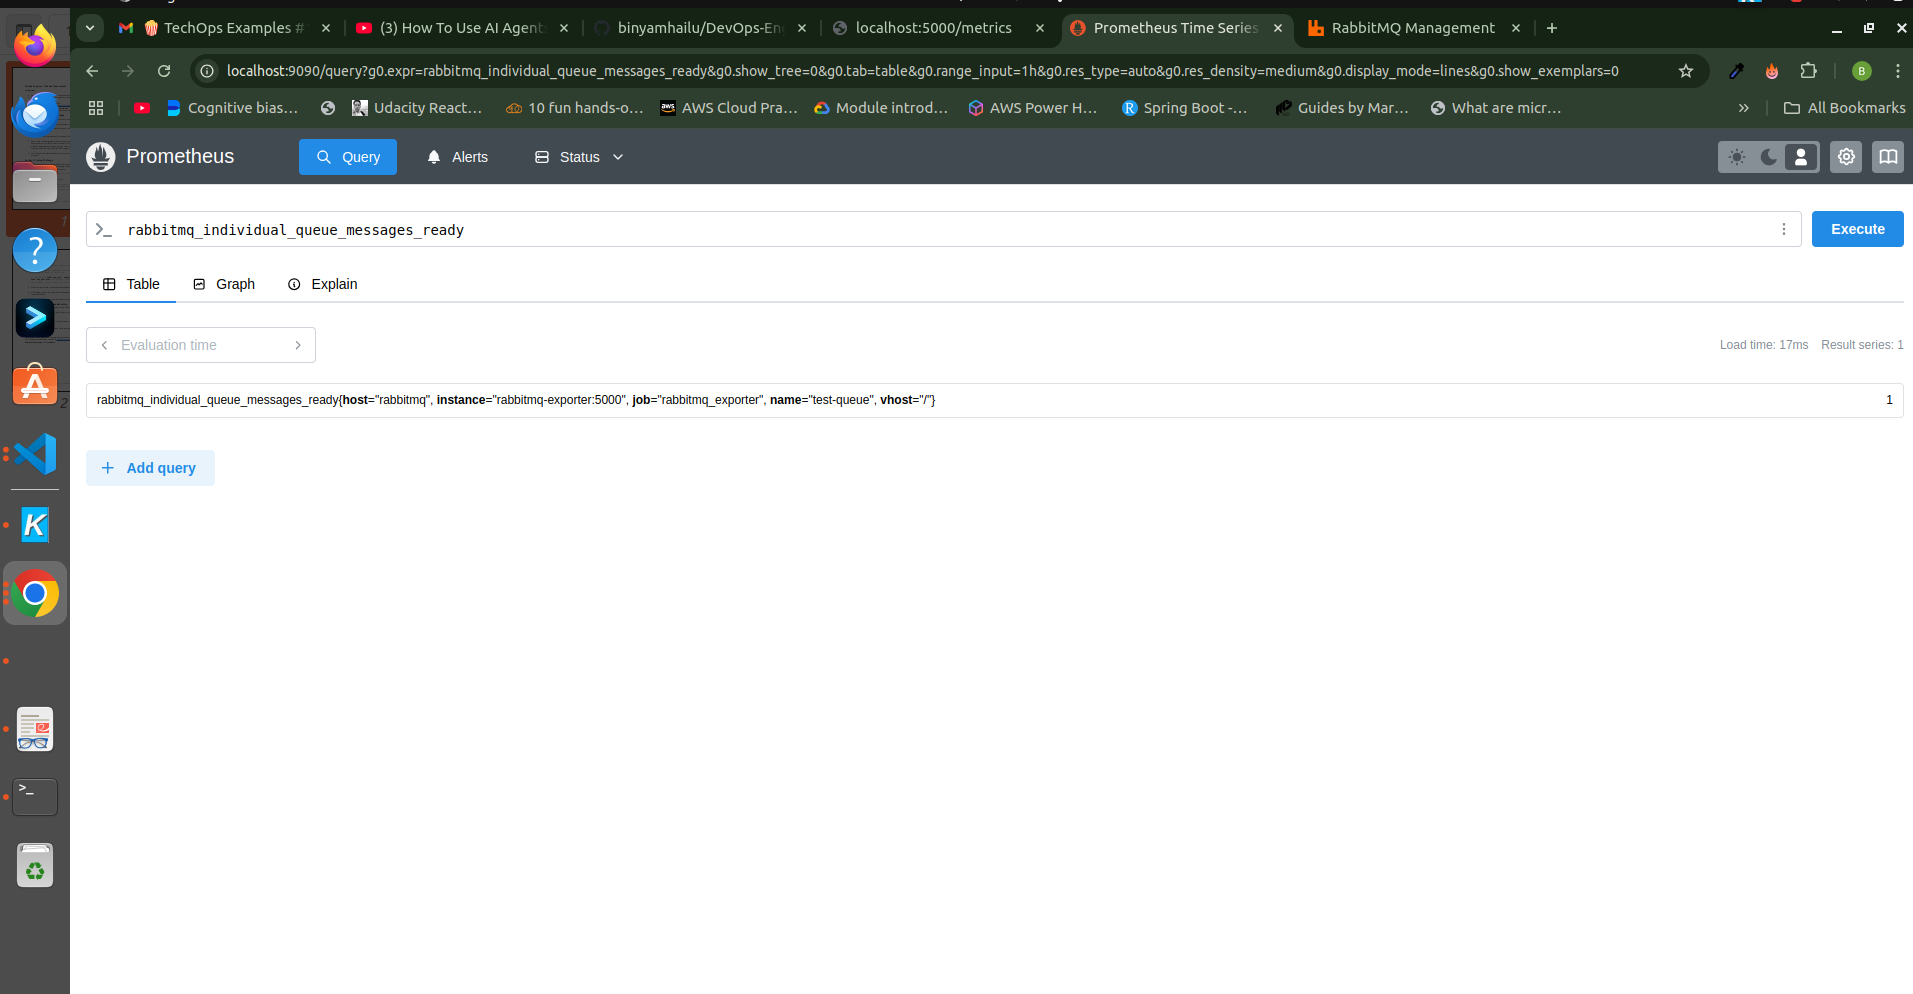 TechOps Examples #
(3) How To Use AI Agent
binyamhailu/DevOps-En
localhost:5000/metrics
Prometheus Time Series
RabbitMQ Management
localhost:9090/query?g0.expr=rabbitmq_individual_queue_messages_ready&g0.show_tree=0&g0.tab=table&g0.range_input=1h&g0.res_type=auto&g0.res_density=medium&g0.display_mode=lines&g0.show_exemplars=0
B
Cognitive bias...
Udacity React...
10 fun hands-o...
aws
AWS Cloud Pra...
Module introd...
AWS Power H...
R
Spring Boot -...
Guides by Mar...
What are micr...
»
All Bookmarks
Prometheus
Query
Alerts
Status
>_ rabbitmq_individual_queue_messages_ready
Execute
Table
Graph
Explain
Evaluation time
Load time: 17ms Result series: 1
rabbitmq_individual_queue_messages_ready{host="rabbitmq", instance="rabbitmq-exporter:5000", job="rabbitmq_exporter", name="test-queue", vhost="/"} 1
+ Add query
1
?
2
K
>_